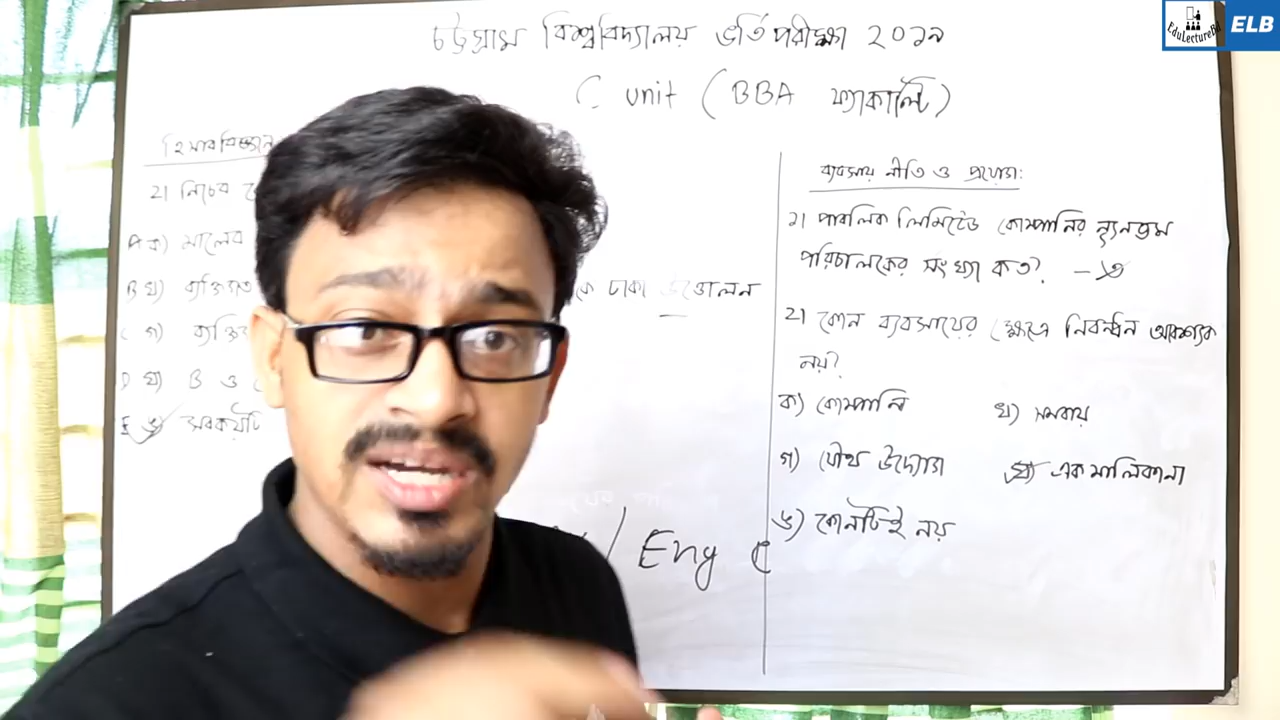 চট্টগ্রাম বিশ্ববিদ্যালয় ভর্তি পরীক্ষা ২০১৯
C unit (BBA ফ্যাকাল্টি)
হিসাববিজ্ঞান
২। নিচের
ক) মালের
B খ) ব্যক্তিগত কে টাকা উত্তোলন
C গ) ব্যক্তিগত
D ঘ) B ও
E ঙ) সবকয়টি
/ Eng C
ব্যবসায় নীতি ও প্রয়োগ:
১। পাবলিক লিমিটেড কোম্পানির ন্যূনতম
পরিচালকের সংখ্যা কত? - ৩
২। কোন ব্যবসায়ের ক্ষেত্রে নিবন্ধন আবশ্যক
নয়?
ক) কোম্পানি খ) সমবায়
গ) যৌথ উদ্যোগ ঘ) একমালিকানা
ঙ) কোনটিই নয়
EduLectureBd
ELB